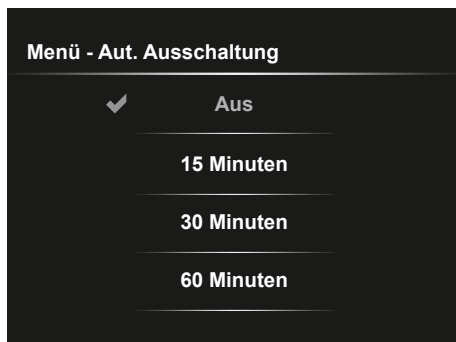 Menü - Aut. Ausschaltung
Aus
15 Minuten
30 Minuten
60 Minuten